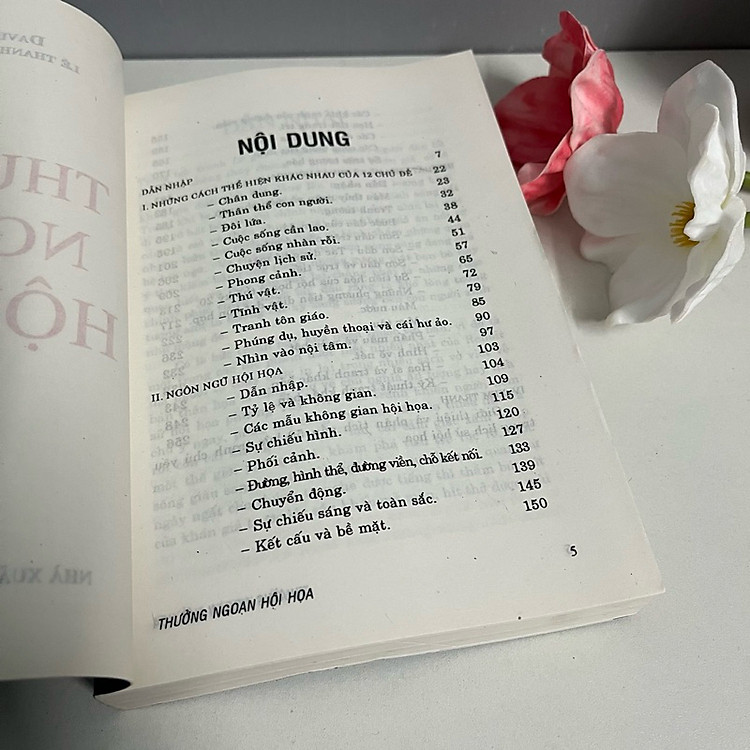 NỘI DUNG
DẪN NHẬP 7
I. NHỮNG CÁCH THỂ HIỆN KHÁC NHAU CỦA 12 CHỦ ĐỀ 22
– Chân dung. 23
– Thân thể con người. 32
– Đôi lứa. 38
– Cuộc sống cần lao. 44
– Cuộc sống nhàn rỗi. 51
– Chuyện lịch sử. 57
– Phong cảnh. 65
– Thú vật. 72
– Tĩnh vật. 79
– Tranh tôn giáo. 85
– Phúng dụ, huyền thoại và cái hư ảo. 90
– Nhìn vào nội tâm. 97
II. NGÔN NGỮ HỘI HỌA 103
– Dẫn nhập. 104
– Tỷ lệ và không gian. 109
– Các mẫu không gian hội họa. 115
– Sự chiếu hình. 120
– Phối cảnh. 127
– Đường, hình thể, đường viền, chỗ kết nối. 133
– Chuyển động. 139
– Sự chiếu sáng và toàn sắc. 145
– Kết cấu và bề mặt. 150
5
THƯỞNG NGOẠN HỘI HỌA